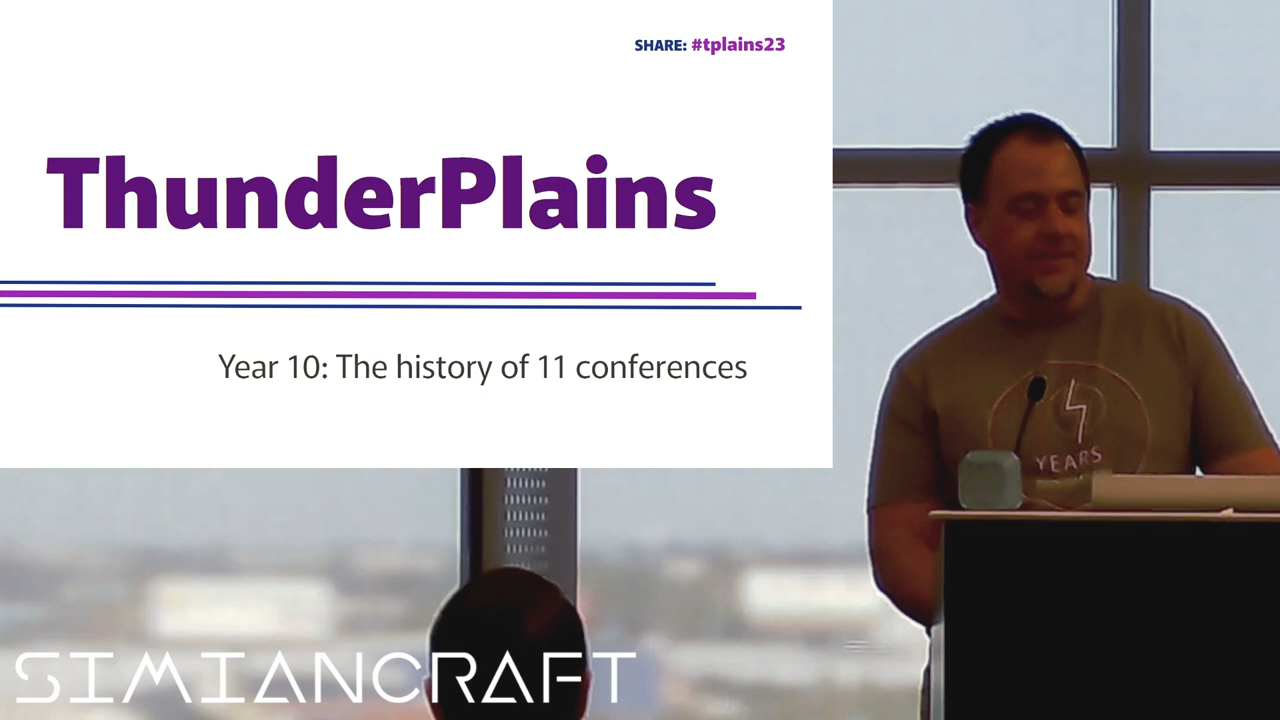 SHARE: #tplains23
ThunderPlains
Year 10: The history of 11 conferences
YEARS
SIMIANCRAFT